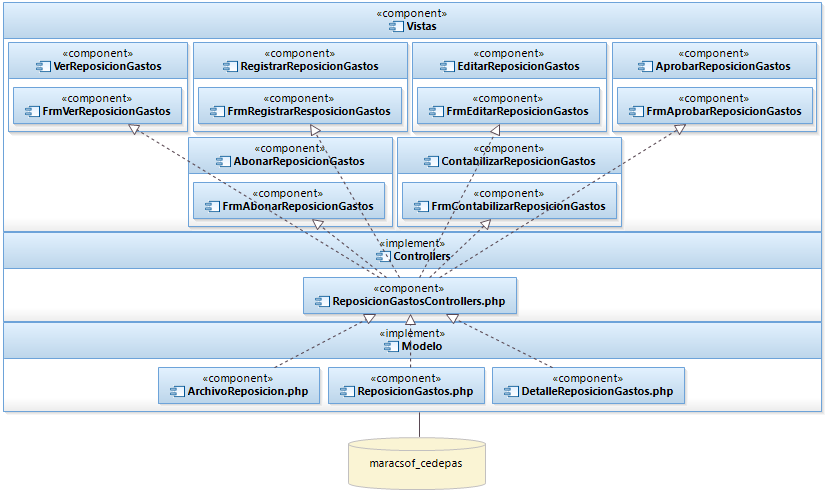 «component»
Vistas
«component»
VerReposicionGastos
«component»
FrmVerReposicionGastos
«component»
RegistrarReposicionGastos
«component»
FrmRegistrarResposicionGastos
«component»
EditarReposicionGastos
«component»
FrmEditarReposicionGastos
«component»
AprobarReposicionGastos
«component»
FrmAprobarReposicionGastos
«component»
AbonarReposicionGastos
«component»
FrmAbonarReposicionGastos
«component»
ContabilizarReposicionGastos
«component»
FrmContabilizarReposicionGastos
«implement»
Controllers
«component»
ReposicionGastosControllers.php
«implement»
Modelo
«component»
ArchivoReposicion.php
«component»
ReposicionGastos.php
«component»
DetalleReposicionGastos.php
maracsof_cedepas